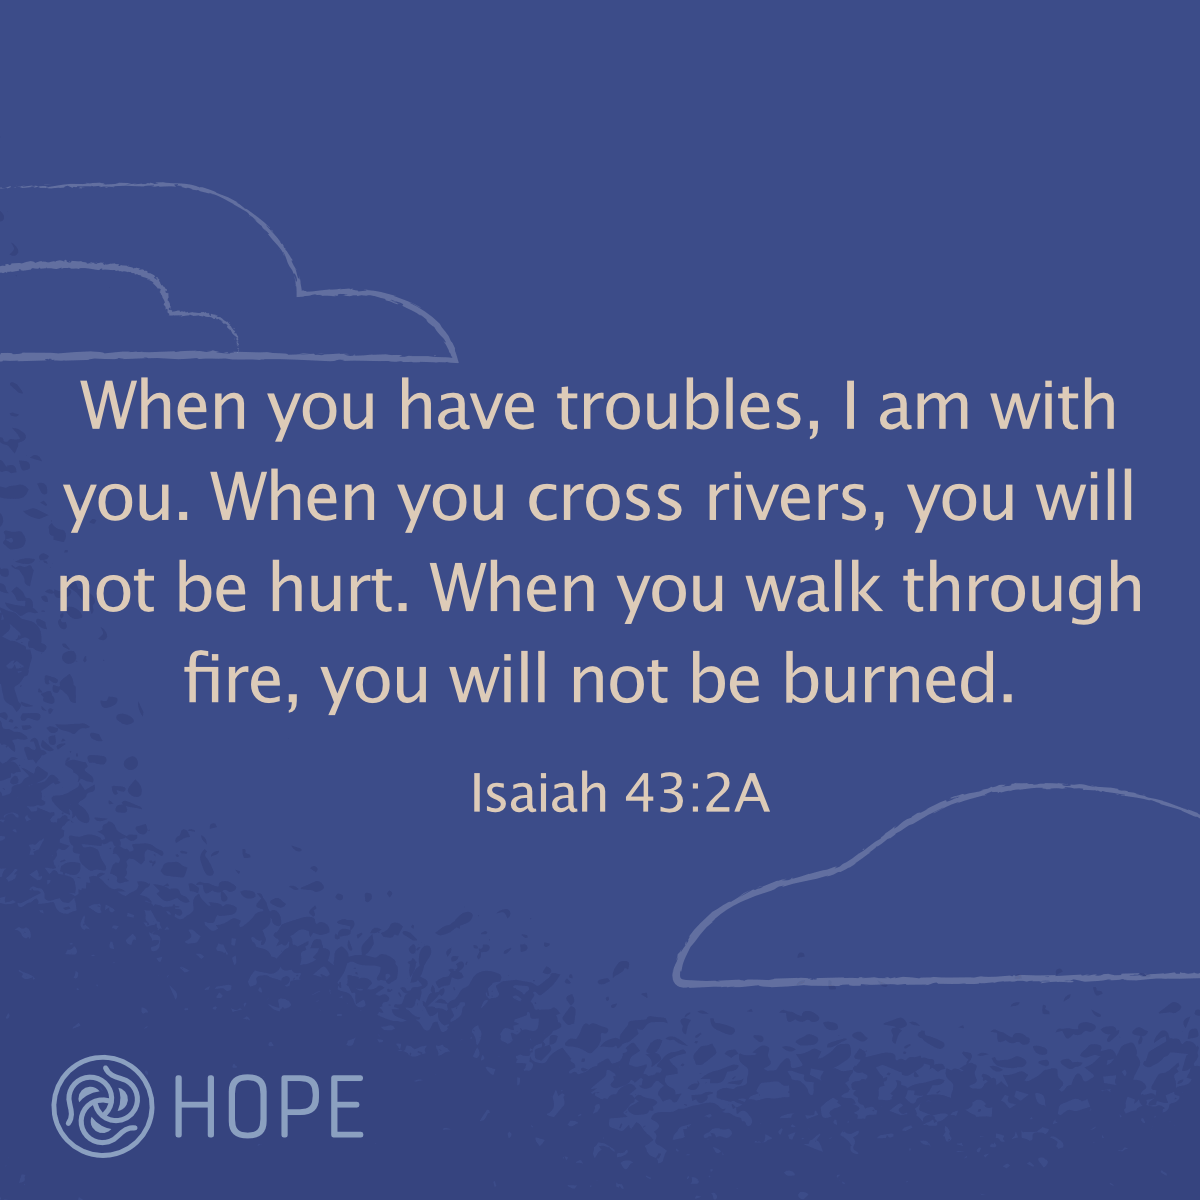 When you have troubles, I am with
you. When you cross rivers, you will
not be hurt. When you walk through
fire, you will not be burned.
Isaiah 43:2A
HOPE